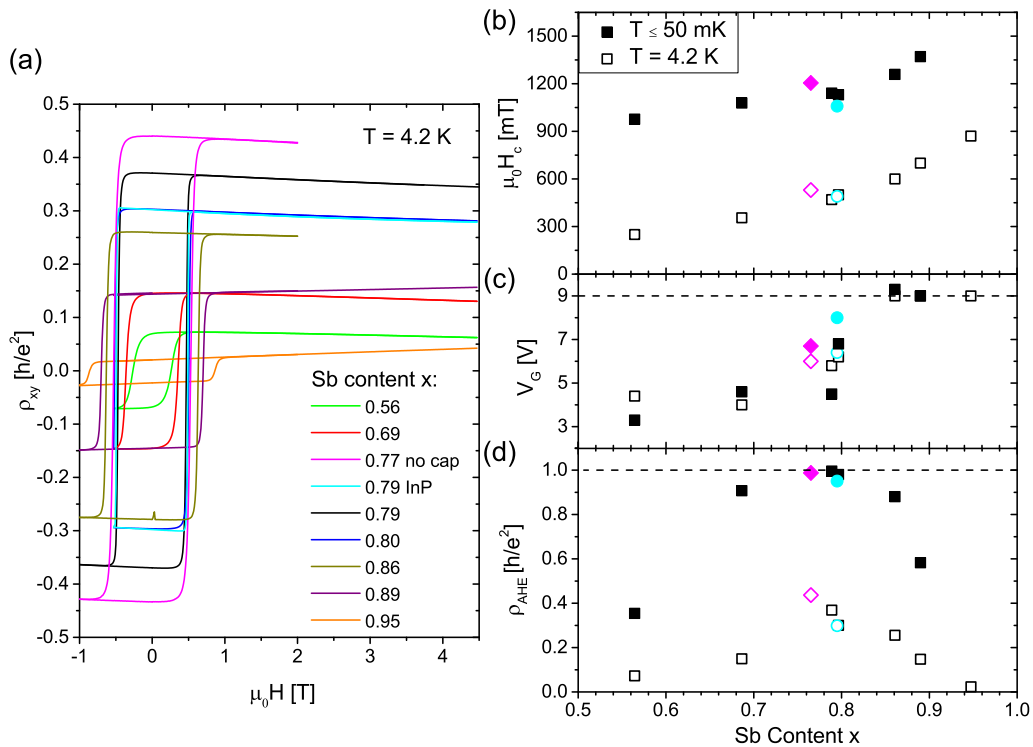 (a)
0.5
0.4
0.3
0.2
0.1
0.0
-0.1
-0.2
-0.3
-0.4
-0.5
ρxy [h/e²]
T = 4.2 K
Sb content x:
0.56
0.69
0.77 no cap
0.79 InP
0.79
0.80
0.86
0.89
0.95
-1 0 1 2 3 4
μ₀H [T]
(b)
T ≤ 50 mK
T = 4.2 K
1500
1200
900
600
300
0
μ₀Hc [mT]
(c)
9
7
5
3
VG [V]
(d)
1.0
0.8
0.6
0.4
0.2
0.0
ρAHE [h/e²]
0.5 0.6 0.7 0.8 0.9 1.0
Sb Content x